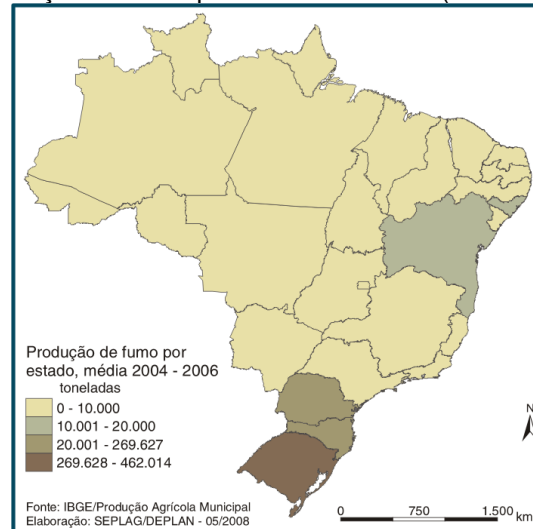 Produção de fumo por
estado, média 2004 - 2006
toneladas
0 - 10.000
10.001 - 20.000
20.001 - 269.627
269.628 - 462.014
Fonte: IBGE/Produção Agrícola Municipal
Elaboração: SEPLAG/DEPLAN - 05/2008
N
0 750 1.500 km